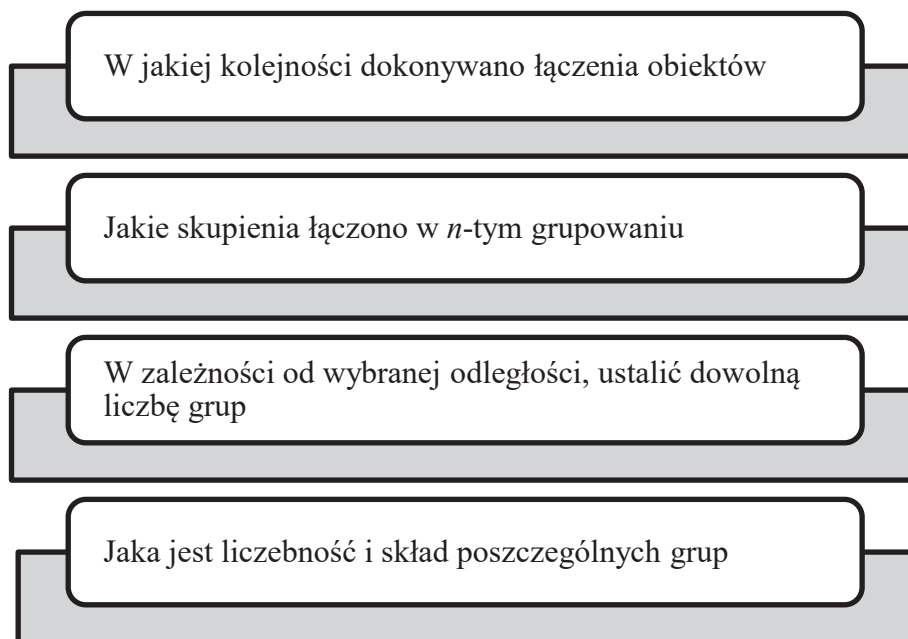 W jakiej kolejności dokonywano łączenia obiektów
Jakie skupienia łączono w n-tym grupowaniu
W zależności od wybranej odległości, ustalić dowolną
liczbę grup
Jaka jest liczebność i skład poszczególnych grup